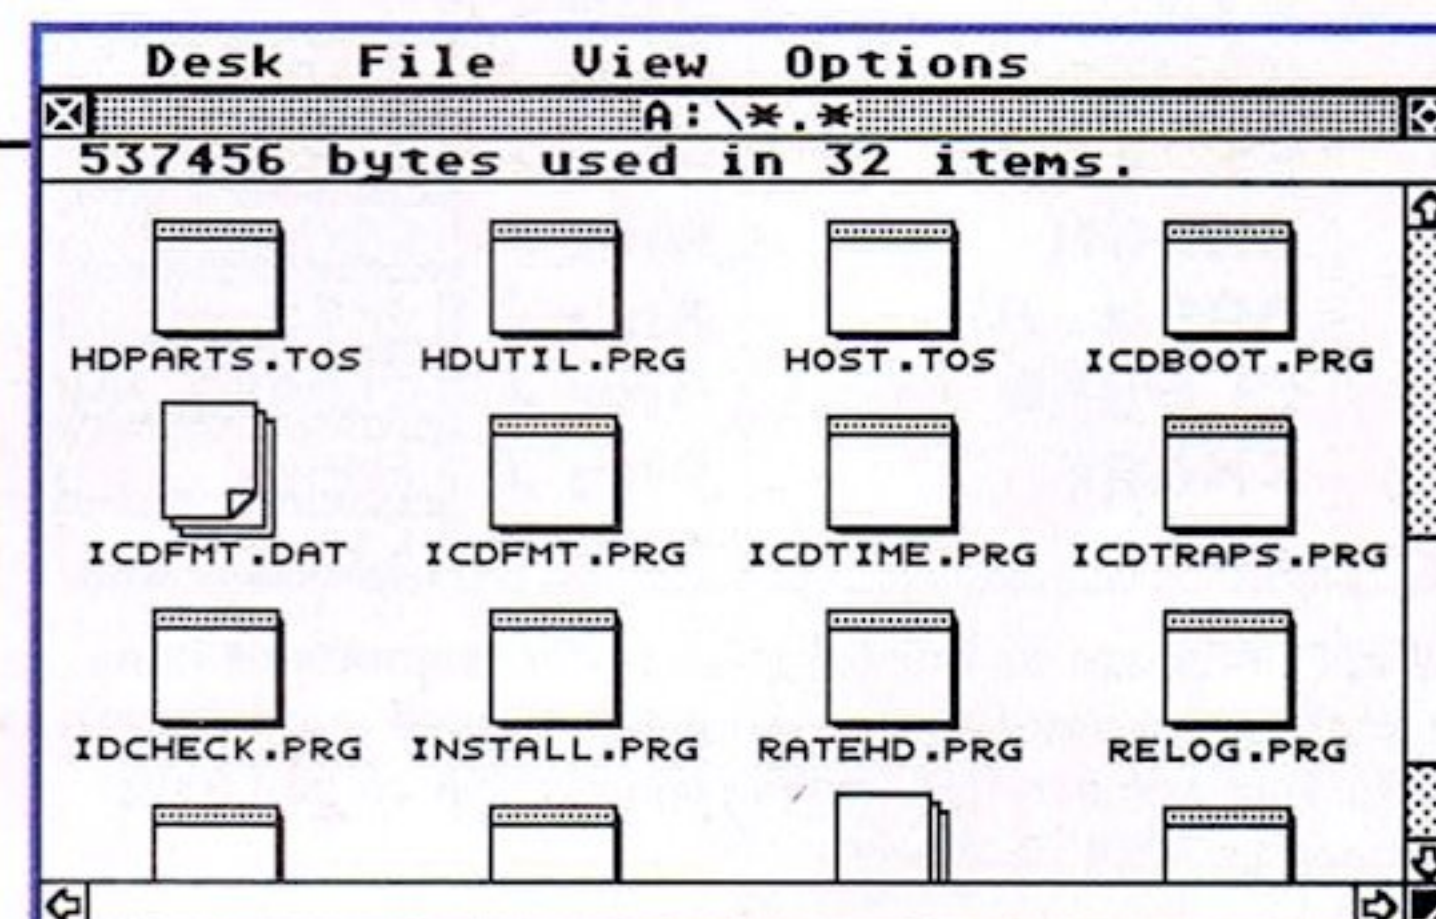 Desk File View Options
A:\*.*
537456 bytes used in 32 items.
HDPARTS.TOS HDUTIL.PRG HOST.TOS ICDBOOT.PRG
ICDFMT.DAT ICDFMT.PRG ICDTIME.PRG ICDTRAPS.PRG
IDCHECK.PRG INSTALL.PRG RATEHD.PRG RELOG.PRG